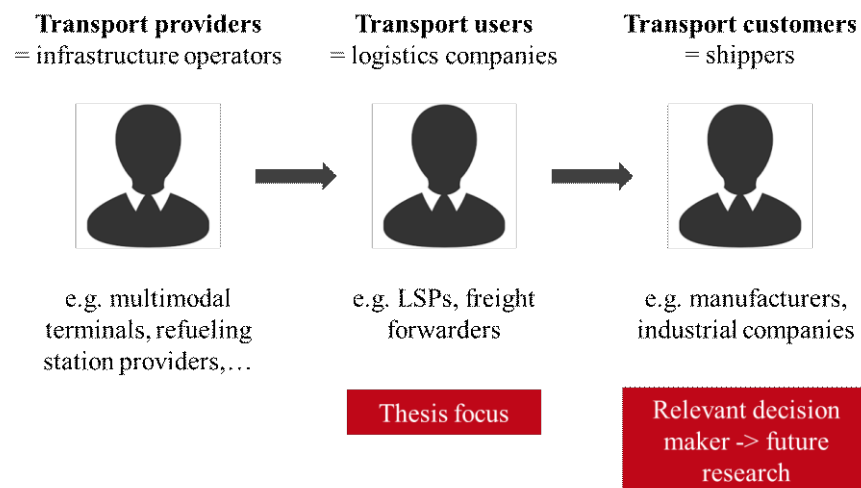 Transport providers
= infrastructure operators
e.g. multimodal
terminals, refueling
station providers,…
Transport users
= logistics companies
e.g. LSPs, freight
forwarders
Thesis focus
Transport customers
= shippers
e.g. manufacturers,
industrial companies
Relevant decision
maker -> future
research